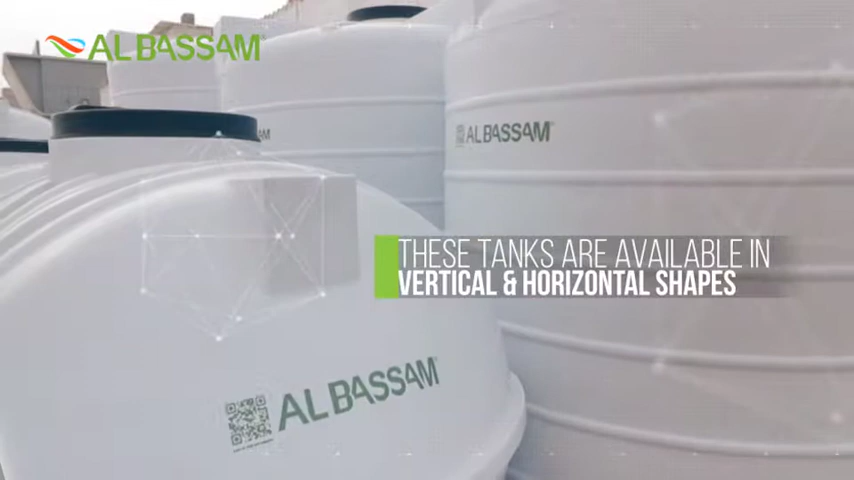 AL BASSAM
AL BASSAM
THESE TANKS ARE AVAILABLE IN
VERTICAL & HORIZONTAL SHAPES
AL BASSAM